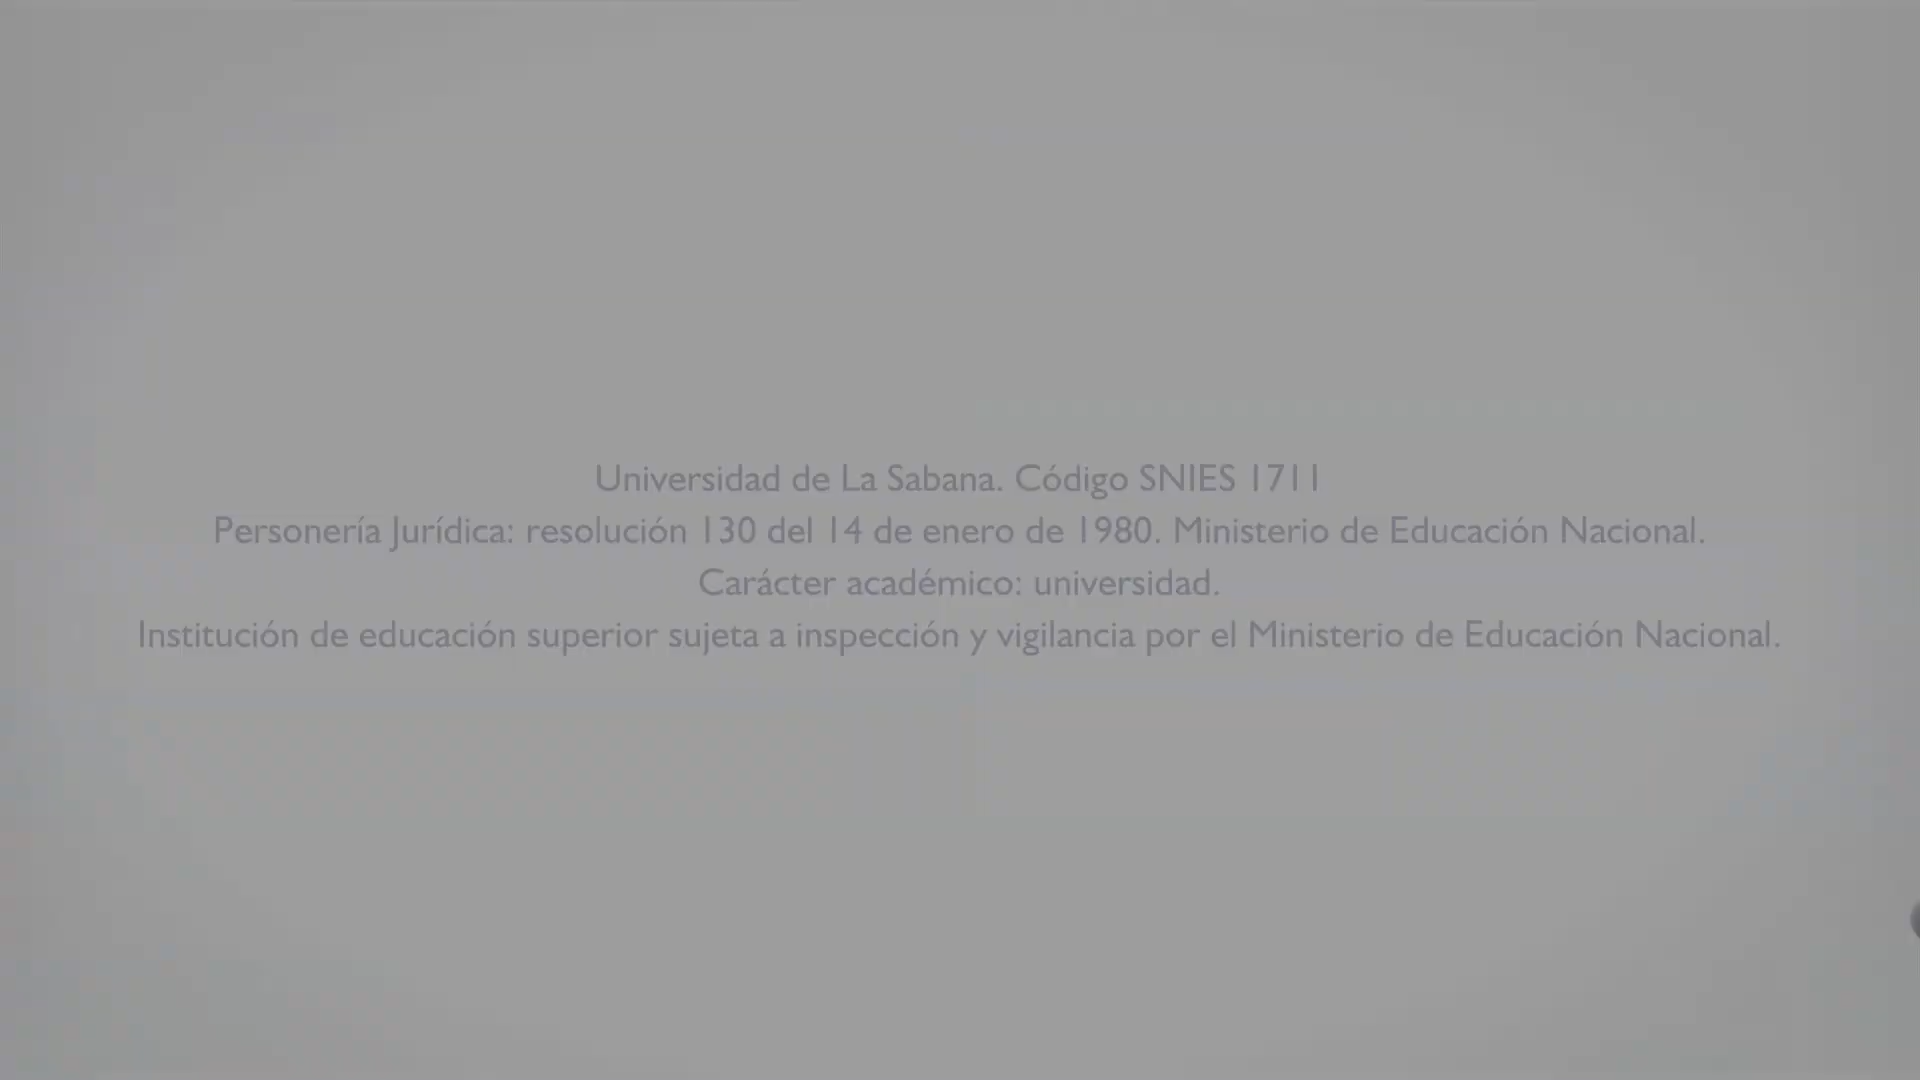 Universidad de La Sabana. Código SNIES 1711
Personería Jurídica: resolución 130 del 14 de enero de 1980. Ministerio de Educación Nacional.
Carácter académico: universidad.
Institución de educación superior sujeta a inspección y vigilancia por el Ministerio de Educación Nacional.